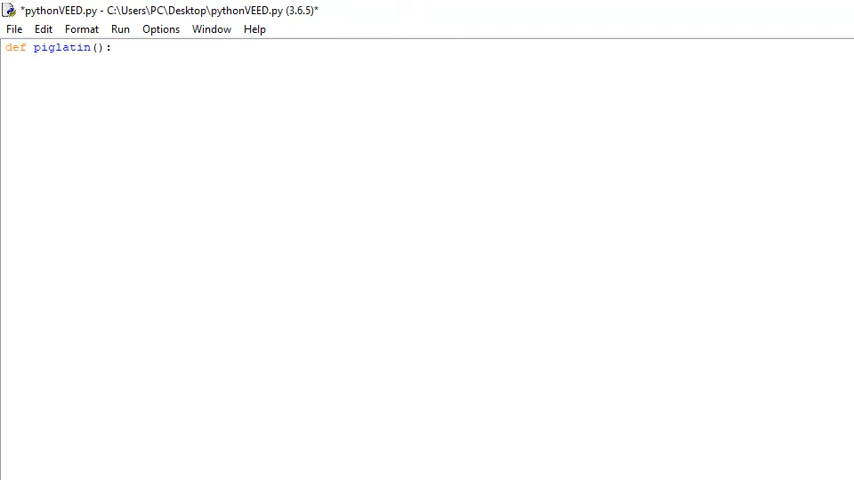 *pythonVEED.py - C:\Users\PC\Desktop\pythonVEED.py (3.6.5)*
File Edit Format Run Options Window Help
def piglatin():